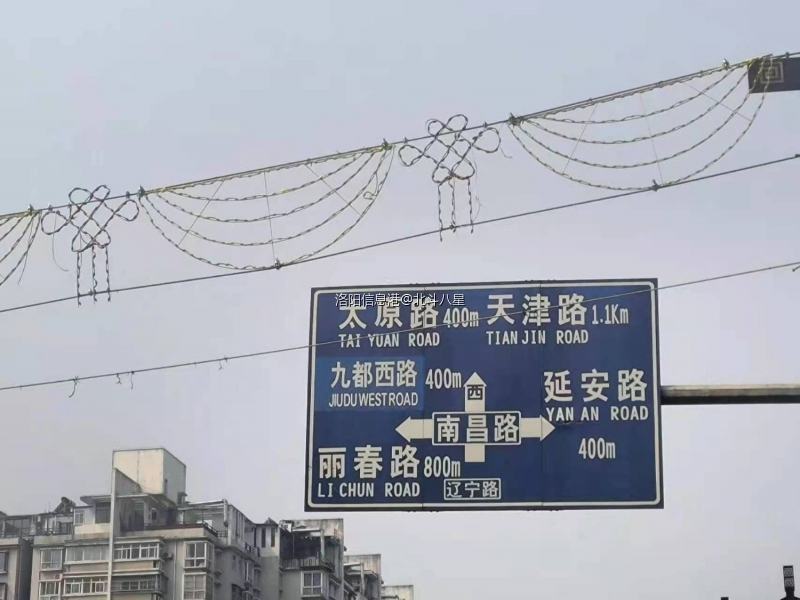 洛阳信息港@北斗八星
太原路 400m 天津路 1.1Km
TAI YUAN ROAD TIAN JIN ROAD
九都西路 400m 西 延安路
JIUDU WEST ROAD YAN AN ROAD
南昌路 400m
丽春路 800m
LI CHUN ROAD 辽宁路